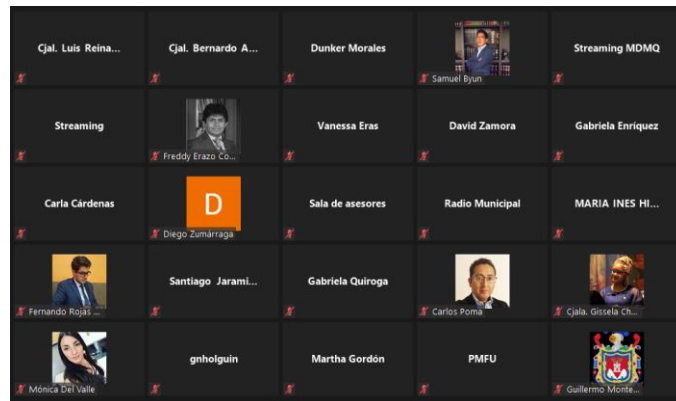 Cjal. Luis Reina...
Cjal. Bernardo A...
Dunker Morales
Samuel Byun
Streaming MDMQ
Streaming
Freddy Erazo Co...
Vanessa Eras
David Zamora
Gabriela Enríquez
Carla Cárdenas
D
Diego Zumárraga
Sala de asesores
Radio Municipal
MARIA INES HI...
Fernando Rojas ...
Santiago Jarami...
Gabriela Quiroga
Carlos Poma
Cjala. Gissela Ch...
Mónica Del Valle
gnholguin
Martha Gordón
PMFU
Guillermo Monte...